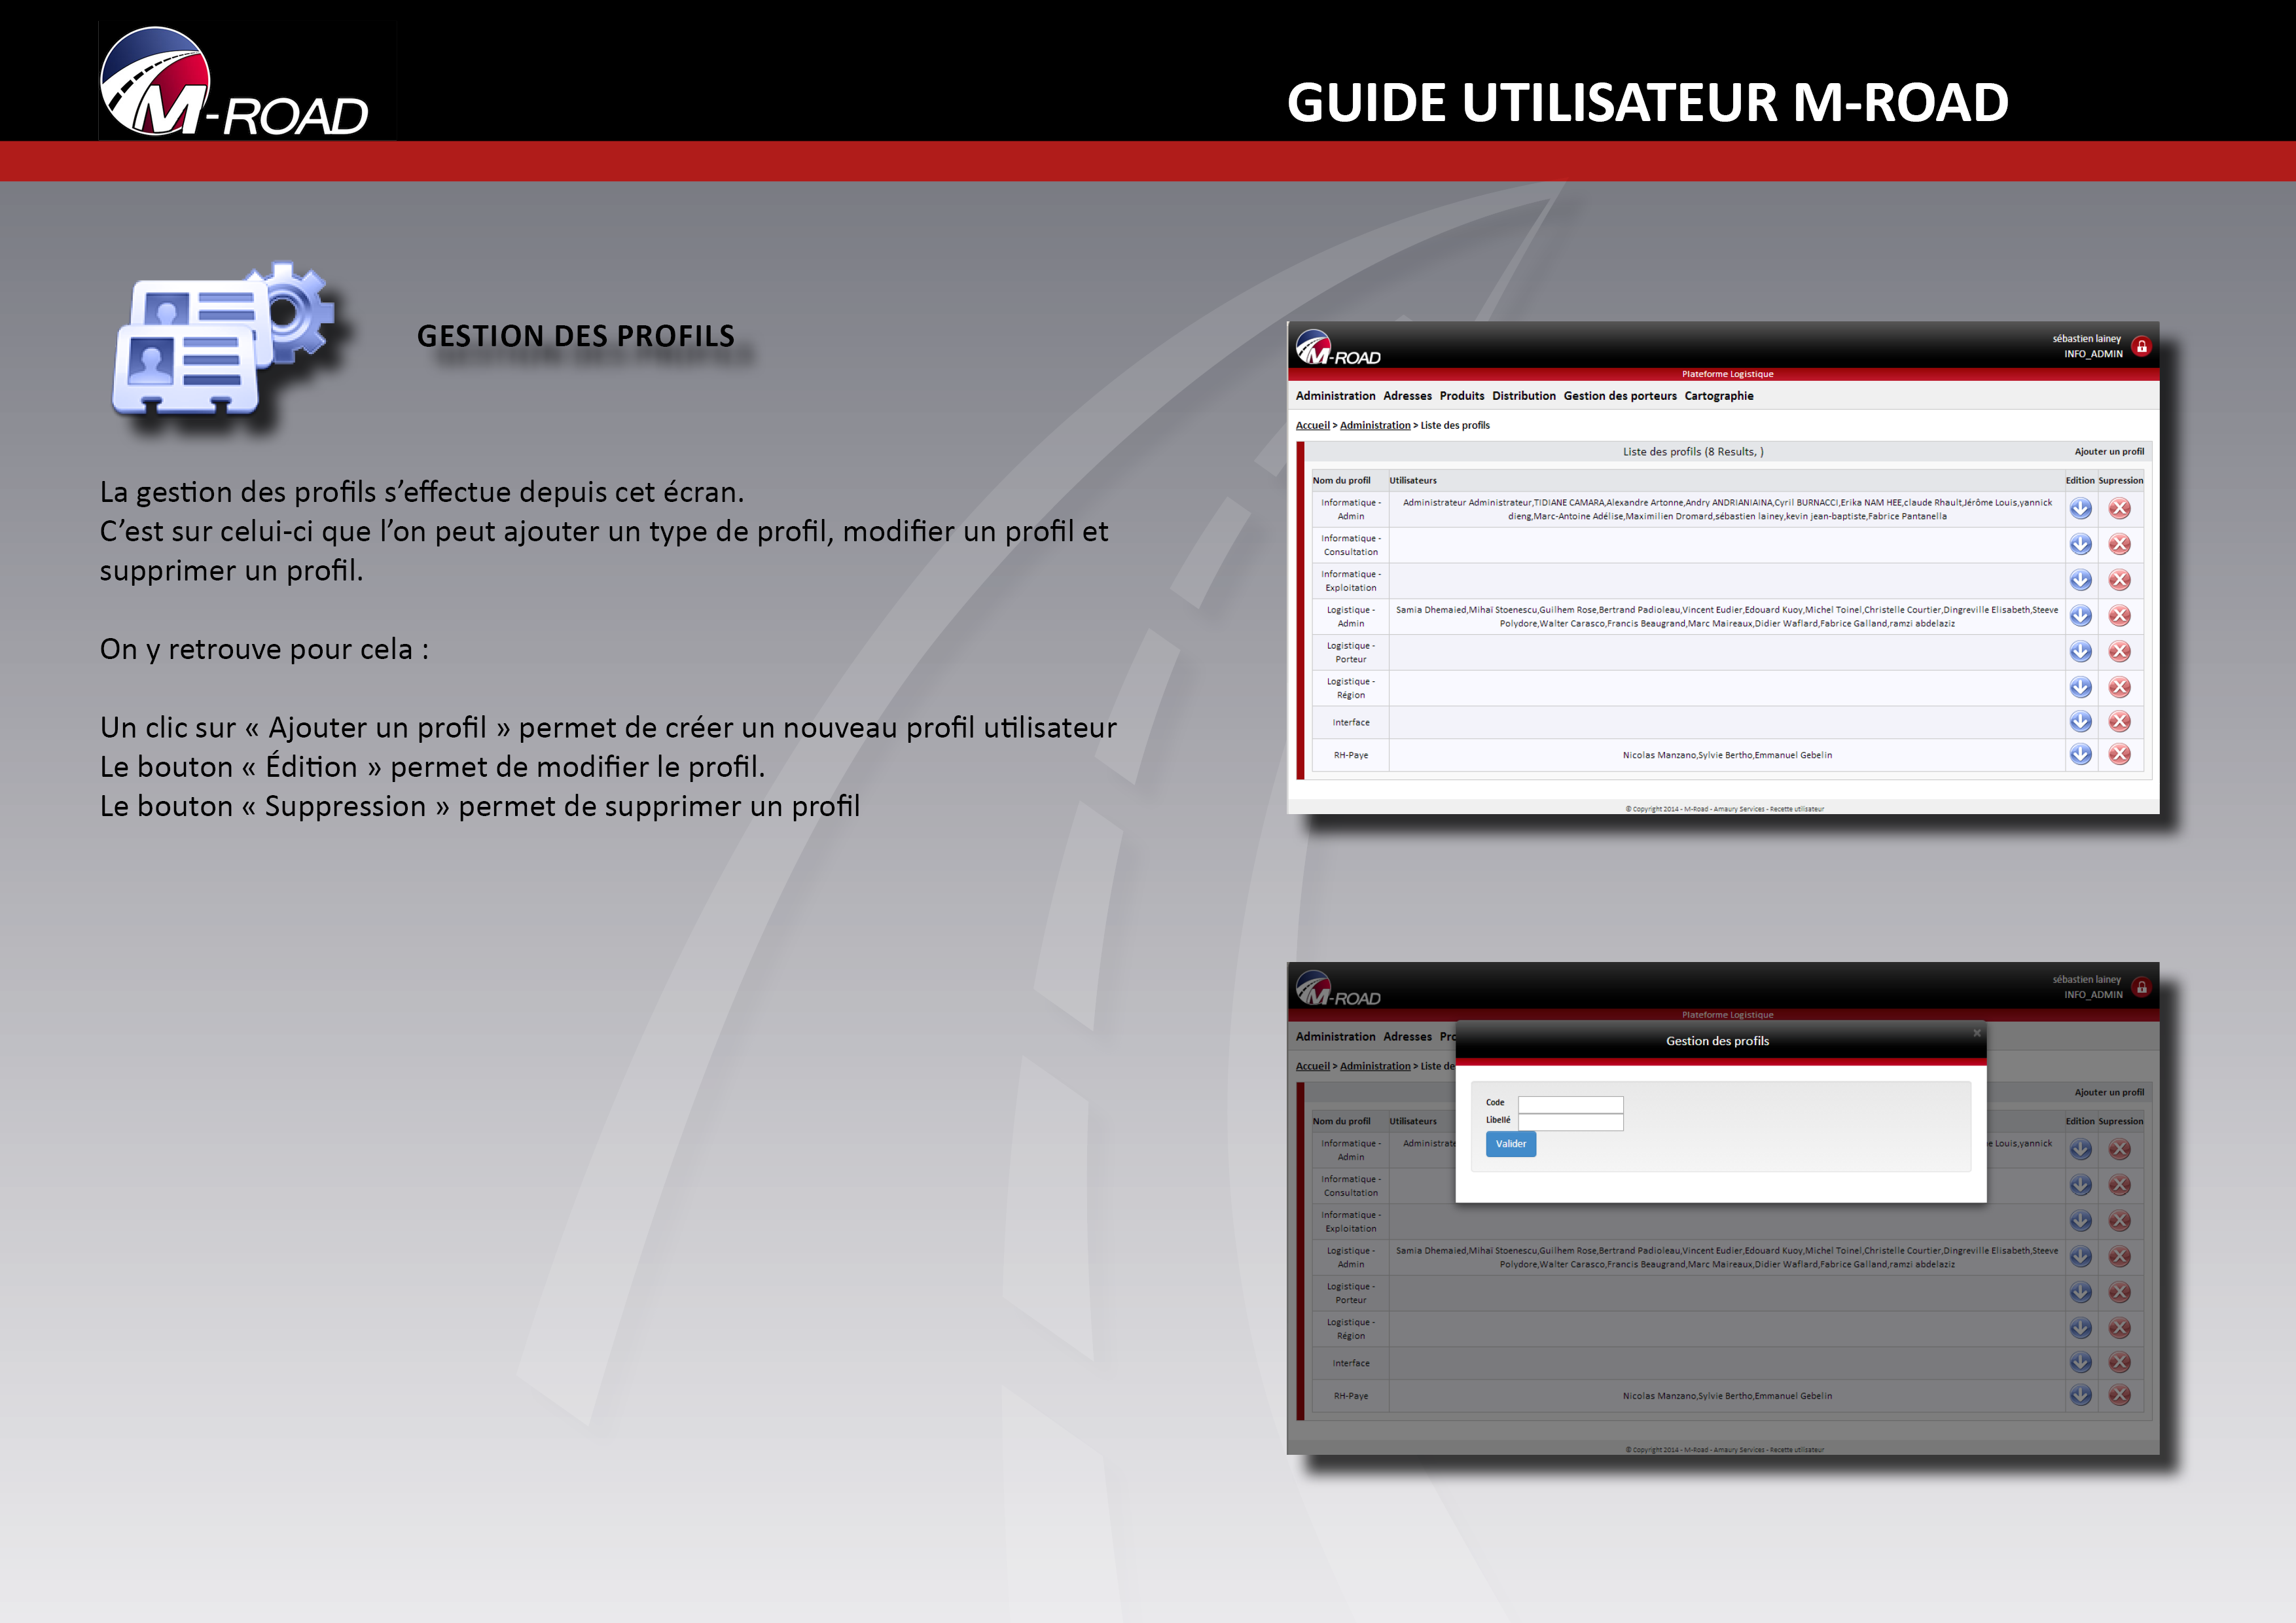 M-ROAD
GUIDE UTILISATEUR M-ROAD
GESTION DES PROFILS
La gestion des profils s’effectue depuis cet écran.
C’est sur celui-ci que l’on peut ajouter un type de profil, modifier un profil et
supprimer un profil.
On y retrouve pour cela :
Un clic sur « Ajouter un profil » permet de créer un nouveau profil utilisateur
Le bouton « Édition » permet de modifier le profil.
Le bouton « Suppression » permet de supprimer un profil
M-ROAD
sébastien lainey
INFO_ADMIN
Plateforme Logistique
Administration Adresses Produits Distribution Gestion des porteurs Cartographie
Accueil > Administration > Liste des profils
Liste des profils (8 Results, )
Ajouter un profil
Nom du profil Utilisateurs Edition Supression
Informatique - Admin
Administrateur Administrateur,TIDIANE CAMARA,Alexandre Artonne,Andry ANDRIANIAINA,Cyril BURNACCI,Erika NAM HEE,claude Rhault,Jérôme Louis,yannick
dieng,Marc-Antoine Adélise,Maximilien Dromard,sébastien lainey,kevin jean-baptiste,Fabrice Pantanella
Informatique - Consultation
Informatique - Exploitation
Logistique - Admin
Samia Dhemaied,Mihai Stoenescu,Guilhem Rose,Bertrand Padioleau,Vincent Eudier,Edouard Kuoy,Michel Toinel,Christelle Courtier,Dingreville Elisabeth,Steeve
Polydore,Walter Carasco,Francis Beaugrand,Marc Maireaux,Didier Waflard,Fabrice Galland,ramzi abdelaziz
Logistique - Porteur
Logistique - Région
Interface
RH-Paye
Nicolas Manzano,Sylvie Bertho,Emmanuel Gebelin
© Copyright 2014 - M-Road - Amaury Services - Recette utilisateur
M-ROAD
sébastien lainey
INFO_ADMIN
Plateforme Logistique
Administration Adresses Pro
Gestion des profils
×
Accueil > Administration > Liste de
Ajouter un profil
Code
Libellé
Valider
Nom du profil Utilisateurs Edition Supression
Informatique - Admin
Administrate
e Louis,yannick
Informatique - Consultation
Informatique - Exploitation
Logistique - Admin
Samia Dhemaied,Mihai Stoenescu,Guilhem Rose,Bertrand Padioleau,Vincent Eudier,Edouard Kuoy,Michel Toinel,Christelle Courtier,Dingreville Elisabeth,Steeve
Polydore,Walter Carasco,Francis Beaugrand,Marc Maireaux,Didier Waflard,Fabrice Galland,ramzi abdelaziz
Logistique - Porteur
Logistique - Région
Interface
RH-Paye
Nicolas Manzano,Sylvie Bertho,Emmanuel Gebelin
© Copyright 2014 - M-Road - Amaury Services - Recette utilisateur